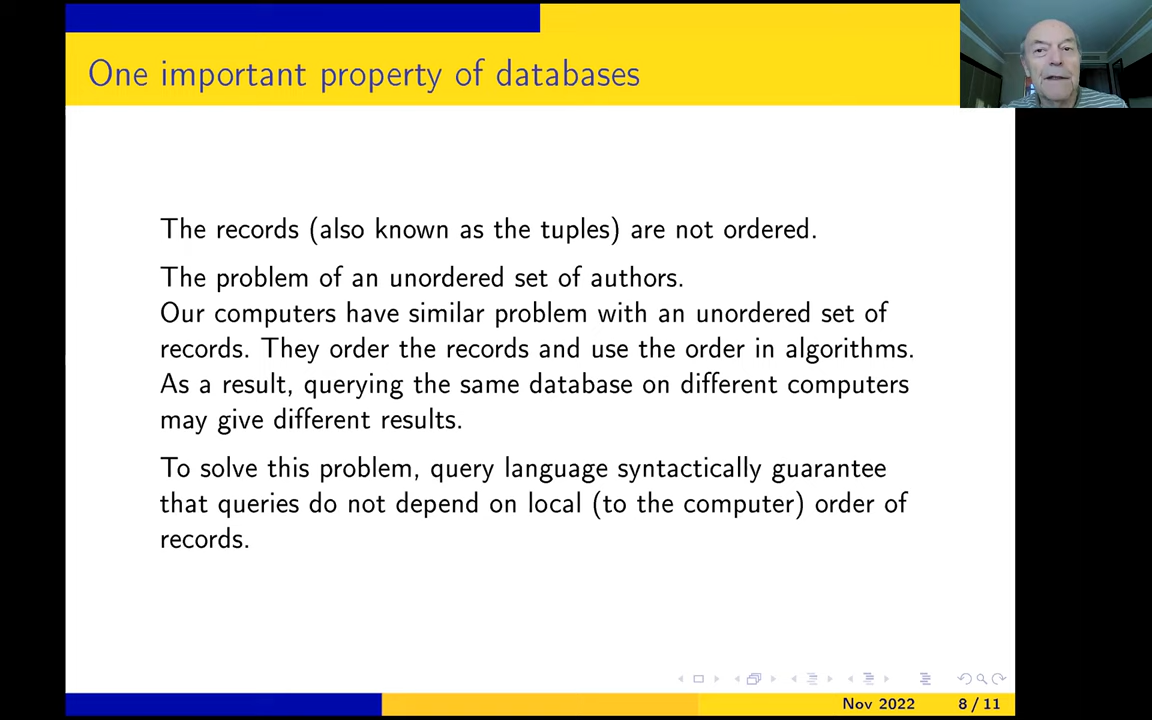 One important property of databases
The records (also known as the tuples) are not ordered.
The problem of an unordered set of authors.
Our computers have similar problem with an unordered set of
records. They order the records and use the order in algorithms.
As a result, querying the same database on different computers
may give different results.
To solve this problem, query language syntactically guarantee
that queries do not depend on local (to the computer) order of
records.
Nov 2022 8 / 11